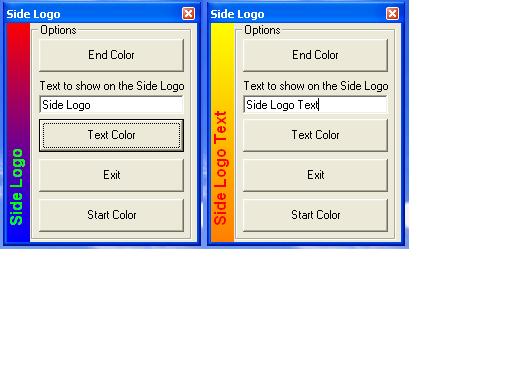 Side Logo
Options
End Color
Text to show on the Side Logo
Side Logo
Text Color
Exit
Start Color
Side Logo
Side Logo
Options
End Color
Text to show on the Side Logo
Side Logo Text
Text Color
Exit
Start Color
Side Logo Text